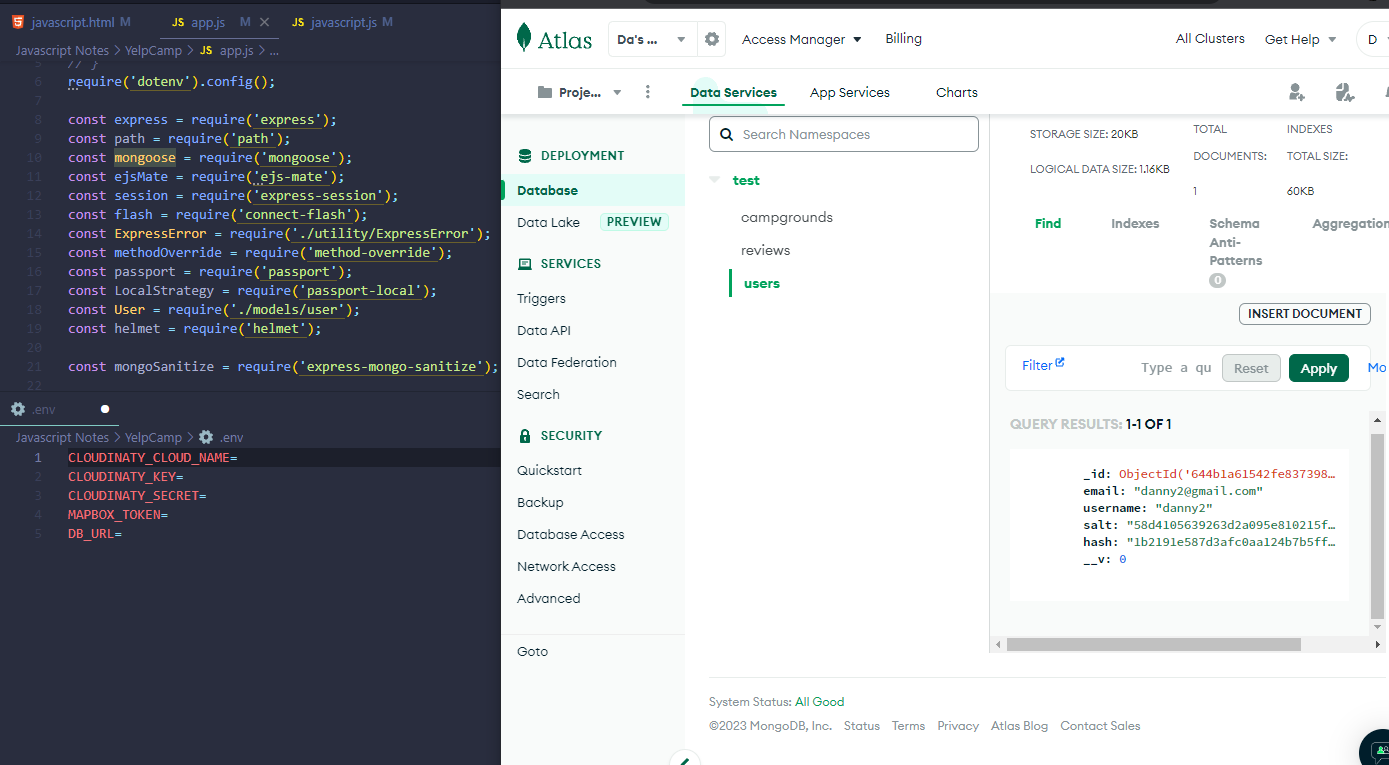 javascript.html M
JS app.js M
JS javascript.js M
Javascript Notes > YelpCamp > JS app.js > ...
5 // }
6 require('dotenv').config();
7
8 const express = require('express');
9 const path = require('path');
10 const mongoose = require('mongoose');
11 const ejsMate = require('ejs-mate');
12 const session = require('express-session');
13 const flash = require('connect-flash');
14 const ExpressError = require('./utility/ExpressError');
15 const methodOverride = require('method-override');
16 const passport = require('passport');
17 const LocalStrategy = require('passport-local');
18 const User = require('./models/user');
19 const helmet = require('helmet');
20
21 const mongoSanitize = require('express-mongo-sanitize');
22
.env
Javascript Notes > YelpCamp > .env
1 CLOUDINATY_CLOUD_NAME=
2 CLOUDINATY_KEY=
3 CLOUDINATY_SECRET=
4 MAPBOX_TOKEN=
5 DB_URL=
Atlas
Da's ...
Access Manager
Billing
All Clusters
Get Help
D
Proje...
Data Services
App Services
Charts
DEPLOYMENT
Database
Data Lake PREVIEW
SERVICES
Triggers
Data API
Data Federation
Search
SECURITY
Quickstart
Backup
Database Access
Network Access
Advanced
Goto
Search Namespaces
test
campgrounds
reviews
users
STORAGE SIZE: 20KB
LOGICAL DATA SIZE: 1.16KB
TOTAL
DOCUMENTS:
1
INDEXES
TOTAL SIZE:
60KB
Find
Indexes
Schema
Anti-
Patterns
0
Aggregation
INSERT DOCUMENT
Filter
Type a qu
Reset
Apply
Mo
QUERY RESULTS: 1-1 OF 1
_id: ObjectId('644b1a61542fe837398…
email: "danny2@gmail.com"
username: "danny2"
salt: "58d4105639263d2a095e810215f…
hash: "1b2191e587d3afc0aa124b7b5ff…
__v: 0
System Status: All Good
©2023 MongoDB, Inc. Status Terms Privacy Atlas Blog Contact Sales